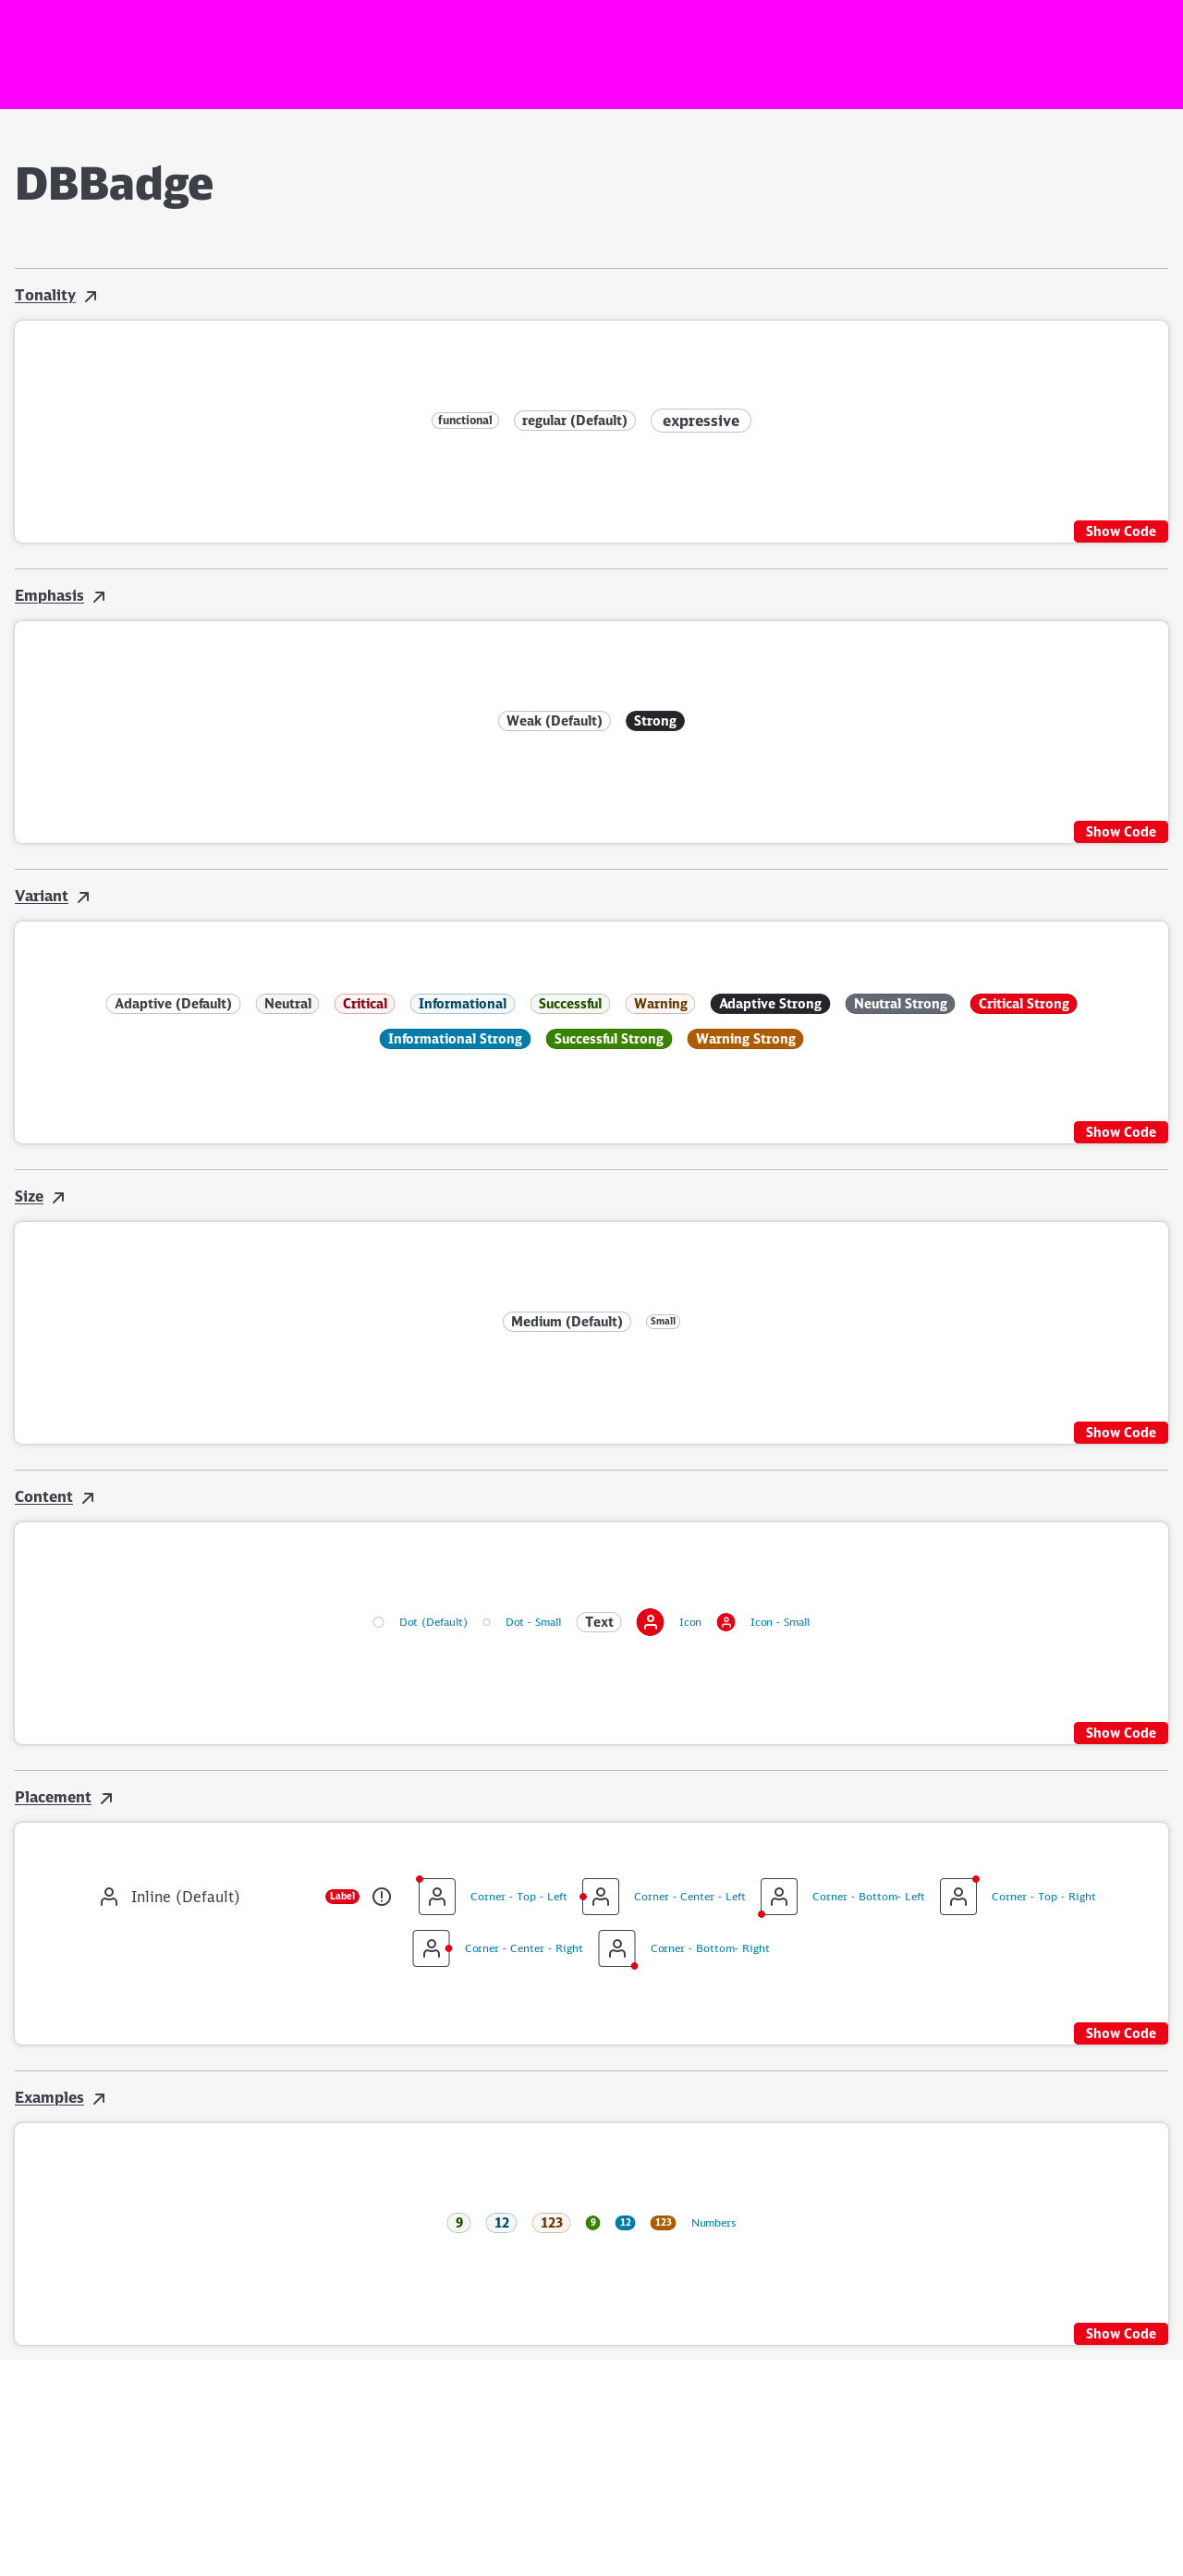 DBBadge
Tonality
functional regular (Default) expressive
Show Code
Emphasis
Weak (Default) Strong
Show Code
Variant
Adaptive (Default) Neutral Critical Informational Successful Warning Adaptive Strong Neutral Strong Critical Strong
Informational Strong Successful Strong Warning Strong
Show Code
Size
Medium (Default) Small
Show Code
Content
Dot (Default) Dot - Small Text Icon Icon - Small
Show Code
Placement
Inline (Default) Label Corner - Top - Left Corner - Center - Left Corner - Bottom- Left Corner - Top - Right
Corner - Center - Right Corner - Bottom- Right
Show Code
Examples
9 12 123 9 12 123 Numbers
Show Code